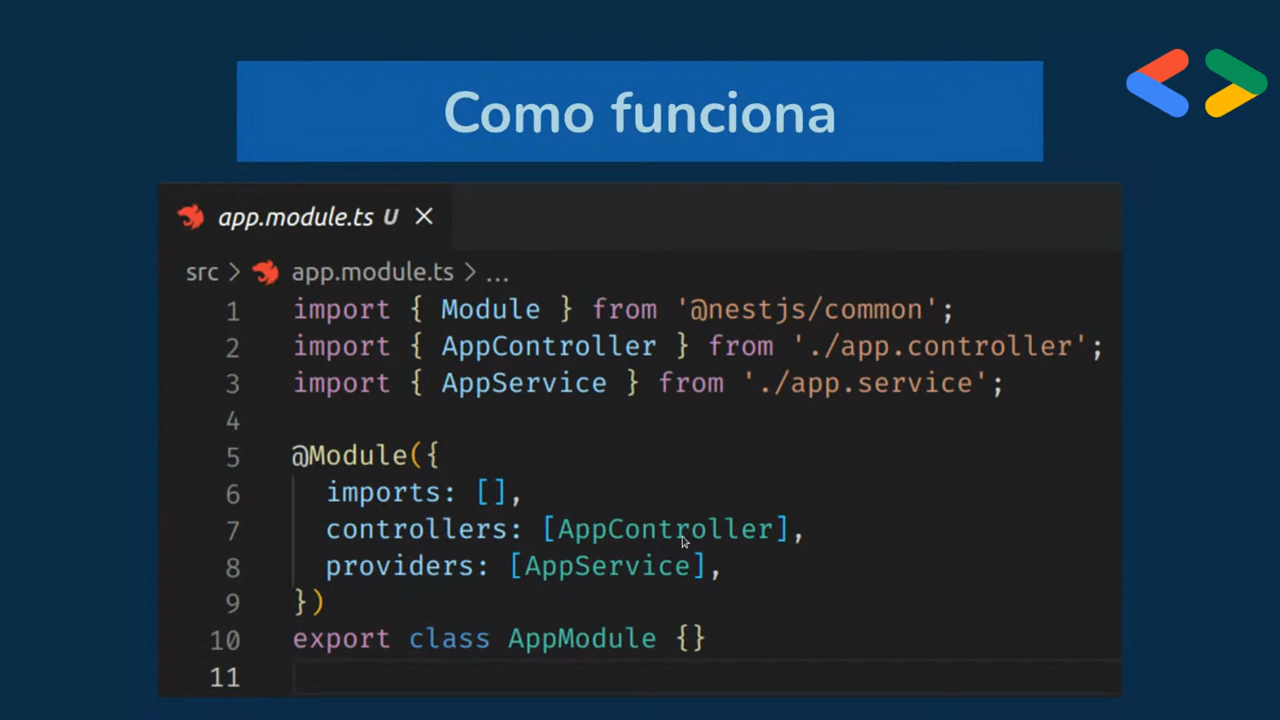 Como funciona
app.module.ts U ×
src > app.module.ts > ...
1 import { Module } from '@nestjs/common';
2 import { AppController } from './app.controller';
3 import { AppService } from './app.service';
4
5 @Module({
6   imports: [],
7   controllers: [AppController],
8   providers: [AppService],
9 })
10 export class AppModule {}
11